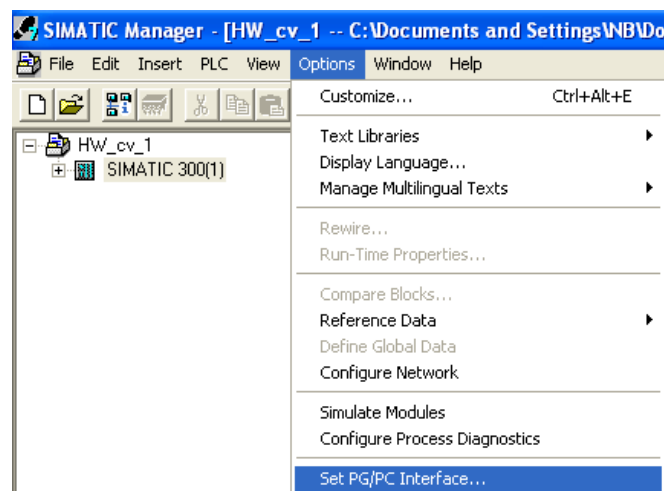 SIMATIC Manager - [HW_cv_1 -- C:\Documents and Settings\NB\Do
File Edit Insert PLC View Options Window Help
Customize... Ctrl+Alt+E
HW_cv_1
SIMATIC 300(1)
Text Libraries
Display Language...
Manage Multilingual Texts
Rewire...
Run-Time Properties...
Compare Blocks...
Reference Data
Define Global Data
Configure Network
Simulate Modules
Configure Process Diagnostics
Set PG/PC Interface...